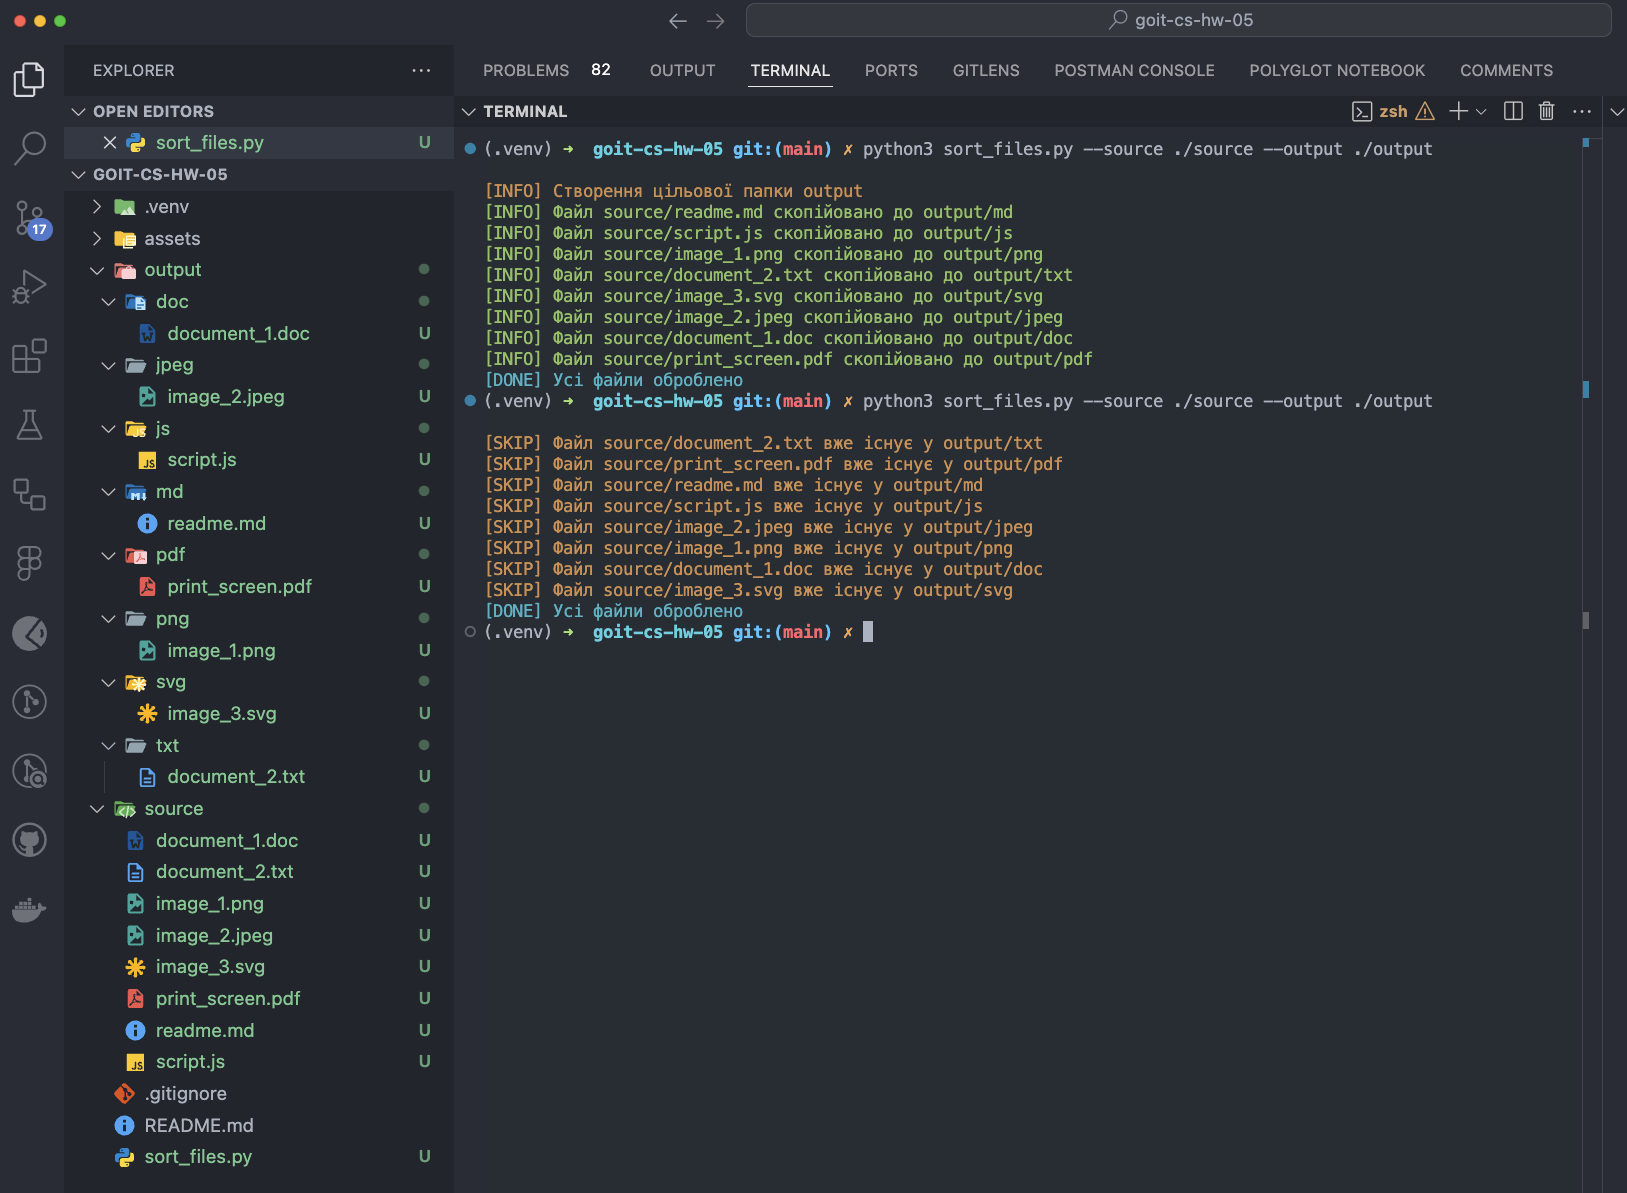 goit-cs-hw-05
EXPLORER
PROBLEMS 82 OUTPUT TERMINAL PORTS GITLENS POSTMAN CONSOLE POLYGLOT NOTEBOOK COMMENTS
OPEN EDITORS
sort_files.py U
GOIT-CS-HW-05
17
.venv
assets
output
doc
document_1.doc U
jpeg
image_2.jpeg U
js
script.js U
md
readme.md U
pdf
print_screen.pdf U
png
image_1.png U
svg
image_3.svg U
txt
document_2.txt U
source
document_1.doc U
document_2.txt U
image_1.png U
image_2.jpeg U
image_3.svg U
print_screen.pdf U
readme.md U
script.js U
.gitignore
README.md
sort_files.py U
TERMINAL
zsh
(.venv) ➜ goit-cs-hw-05 git:(main) ✗ python3 sort_files.py --source ./source --output ./output
[INFO] Створення цільової папки output
[INFO] Файл source/readme.md скопійовано до output/md
[INFO] Файл source/script.js скопійовано до output/js
[INFO] Файл source/image_1.png скопійовано до output/png
[INFO] Файл source/document_2.txt скопійовано до output/txt
[INFO] Файл source/image_3.svg скопійовано до output/svg
[INFO] Файл source/image_2.jpeg скопійовано до output/jpeg
[INFO] Файл source/document_1.doc скопійовано до output/doc
[INFO] Файл source/print_screen.pdf скопійовано до output/pdf
[DONE] Усі файли оброблено
(.venv) ➜ goit-cs-hw-05 git:(main) ✗ python3 sort_files.py --source ./source --output ./output
[SKIP] Файл source/document_2.txt вже існує у output/txt
[SKIP] Файл source/print_screen.pdf вже існує у output/pdf
[SKIP] Файл source/readme.md вже існує у output/md
[SKIP] Файл source/script.js вже існує у output/js
[SKIP] Файл source/image_2.jpeg вже існує у output/jpeg
[SKIP] Файл source/image_1.png вже існує у output/png
[SKIP] Файл source/document_1.doc вже існує у output/doc
[SKIP] Файл source/image_3.svg вже існує у output/svg
[DONE] Усі файли оброблено
(.venv) ➜ goit-cs-hw-05 git:(main) ✗